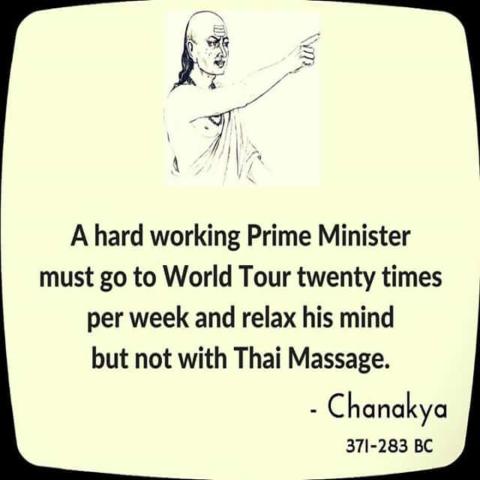 A hard working Prime Minister
must go to World Tour twenty times
per week and relax his mind
but not with Thai Massage.
- Chanakya
371-283 BC